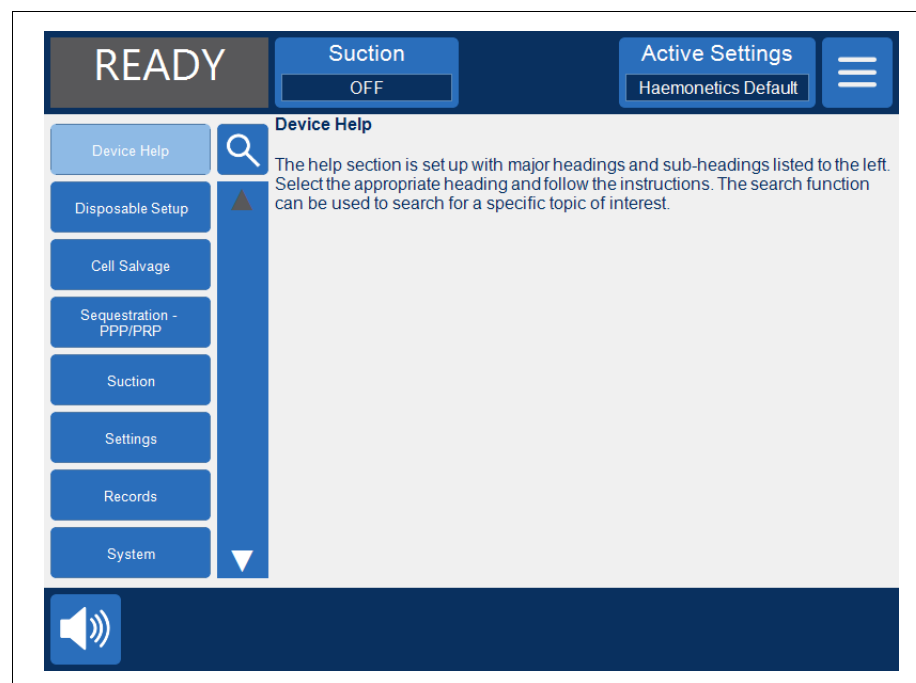 READY
Suction
OFF
Active Settings
Haemonetics Default
Device Help
Disposable Setup
Cell Salvage
Sequestration -
PPP/PRP
Suction
Settings
Records
System
Device Help
The help section is set up with major headings and sub-headings listed to the left.
Select the appropriate heading and follow the instructions. The search function
can be used to search for a specific topic of interest.